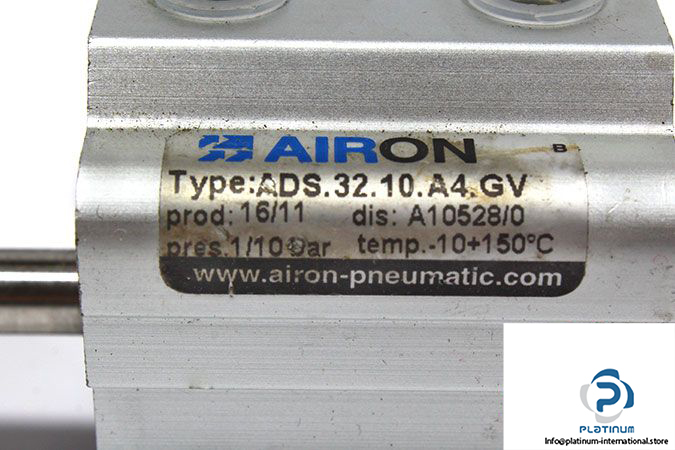 AIRON
B
Type:ADS.32.10.A4.GV
prod: 16/11 dis: A10528/0
pres.1/10 bar temp.-10+150°C
www.airon-pneumatic.com
PLATINUM
Info@platinum-international.store